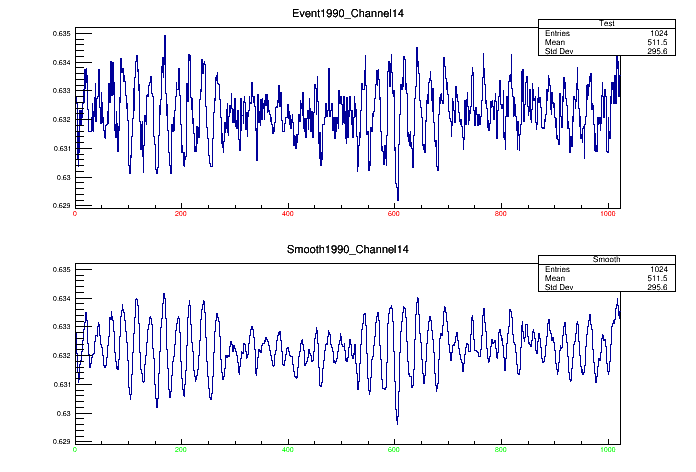 Event1990_Channel14
Test
Entries 1024
Mean 511.5
Std Dev 295.6
0.635
0.634
0.633
0.632
0.631
0.63
0.629
0 200 400 600 800 1000
Smooth1990_Channel14
Smooth
Entries 1024
Mean 511.5
Std Dev 295.6
0.635
0.634
0.633
0.632
0.631
0.63
0.629
0 200 400 600 800 1000